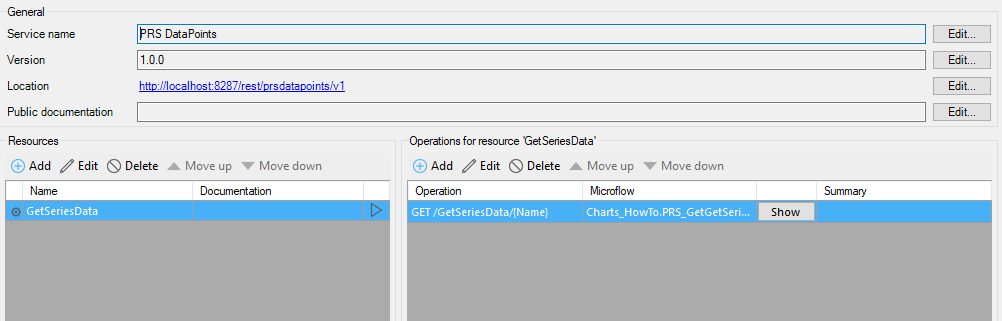 General
Service name PRS DataPoints Edit...
Version 1.0.0 Edit...
Location http://localhost:8287/rest/prsdatapoints/v1 Edit...
Public documentation Edit...
Resources
Add Edit Delete Move up Move down
Name Documentation
GetSeriesData
Operations for resource 'GetSeriesData'
Add Edit Delete Move up Move down
Operation Microflow Summary
GET /GetSeriesData/{Name} Charts_HowTo.PRS_GetGetSeri... Show